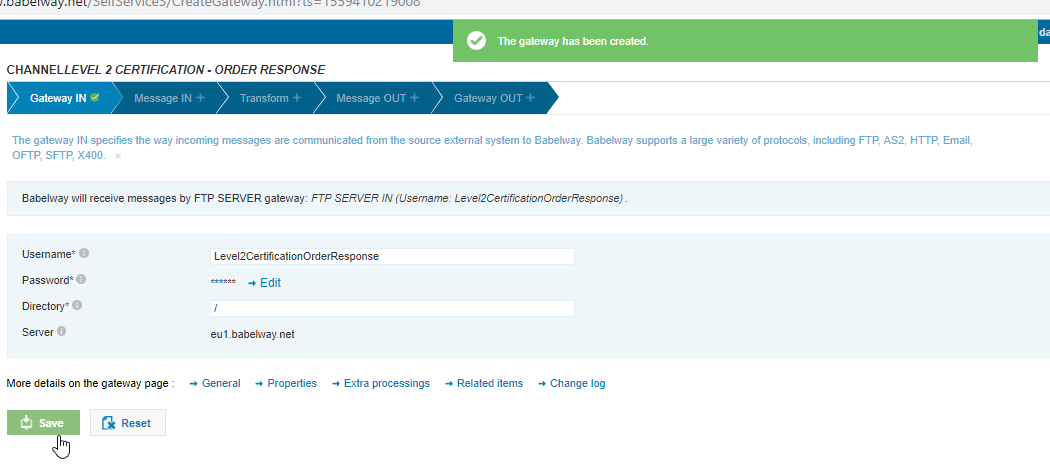 .babelway.net/SelfService3/CreateGateway.html?ts=1559410219008
The gateway has been created.
da
CHANNELLEVEL 2 CERTIFICATION - ORDER RESPONSE
Gateway IN Message IN + Transform + Message OUT + Gateway OUT +
The gateway IN specifies the way incoming messages are communicated from the source external system to Babelway. Babelway supports a large variety of protocols, including FTP, AS2, HTTP, Email,
OFTP, SFTP, X400. ×
Babelway will receive messages by FTP SERVER gateway: FTP SERVER IN (Username: Level2CertificationOrderResponse) .
Username* Level2CertificationOrderResponse
Password* ****** → Edit
Directory* /
Server eu1.babelway.net
More details on the gateway page : → General → Properties → Extra processings → Related items → Change log
Save Reset